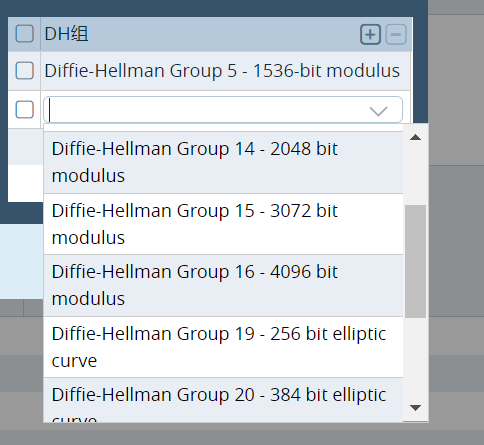 DH组
Diffie-Hellman Group 5 - 1536-bit modulus
Diffie-Hellman Group 14 - 2048 bit
modulus
Diffie-Hellman Group 15 - 3072 bit
modulus
Diffie-Hellman Group 16 - 4096 bit
modulus
Diffie-Hellman Group 19 - 256 bit elliptic
curve
Diffie-Hellman Group 20 - 384 bit elliptic
curve